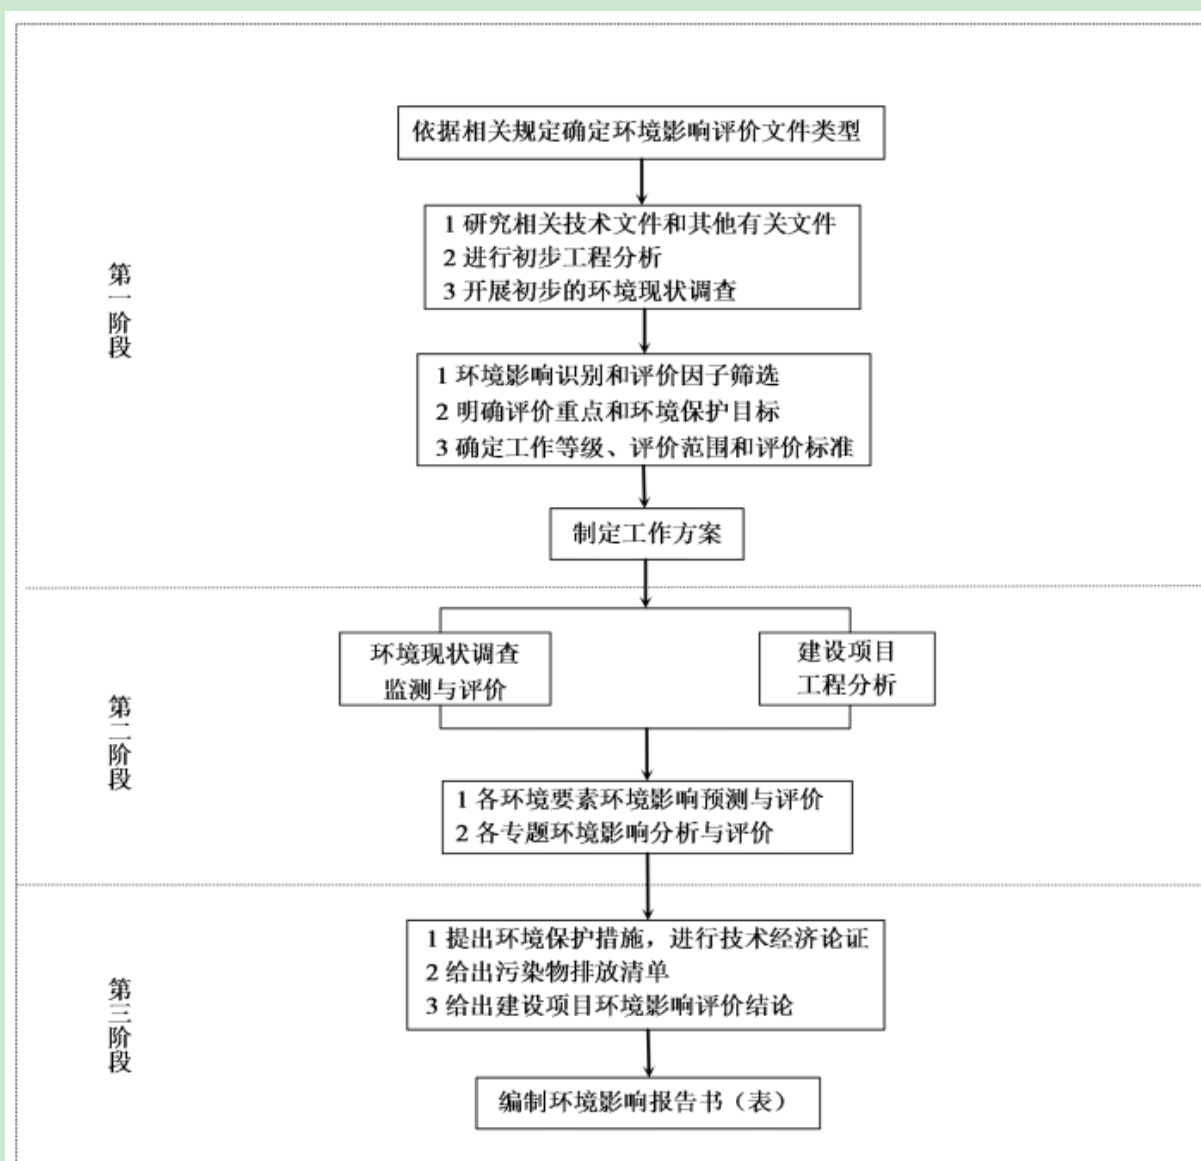 依据相关规定确定环境影响评价文件类型
1 研究相关技术文件和其他有关文件
2 进行初步工程分析
3 开展初步的环境现状调查
第一阶段
1 环境影响识别和评价因子筛选
2 明确评价重点和环境保护目标
3 确定工作等级、评价范围和评价标准
制定工作方案
环境现状调查
监测与评价
建设项目
工程分析
第二阶段
1 各环境要素环境影响预测与评价
2 各专题环境影响分析与评价
1 提出环境保护措施，进行技术经济论证
2 给出污染物排放清单
3 给出建设项目环境影响评价结论
第三阶段
编制环境影响报告书（表）